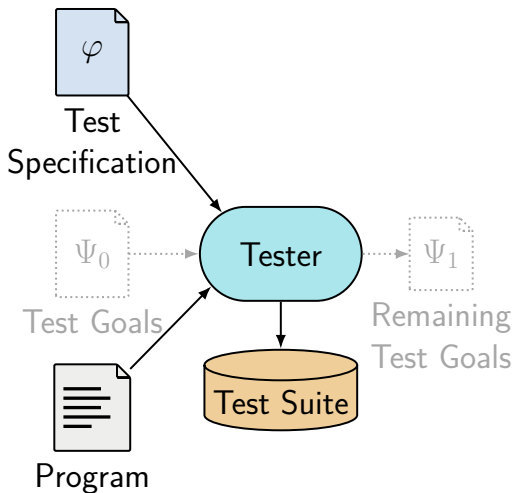 φ
Test
Specification
Ψ0
Test Goals
Tester
Ψ1
Remaining
Test Goals
Test Suite
Program